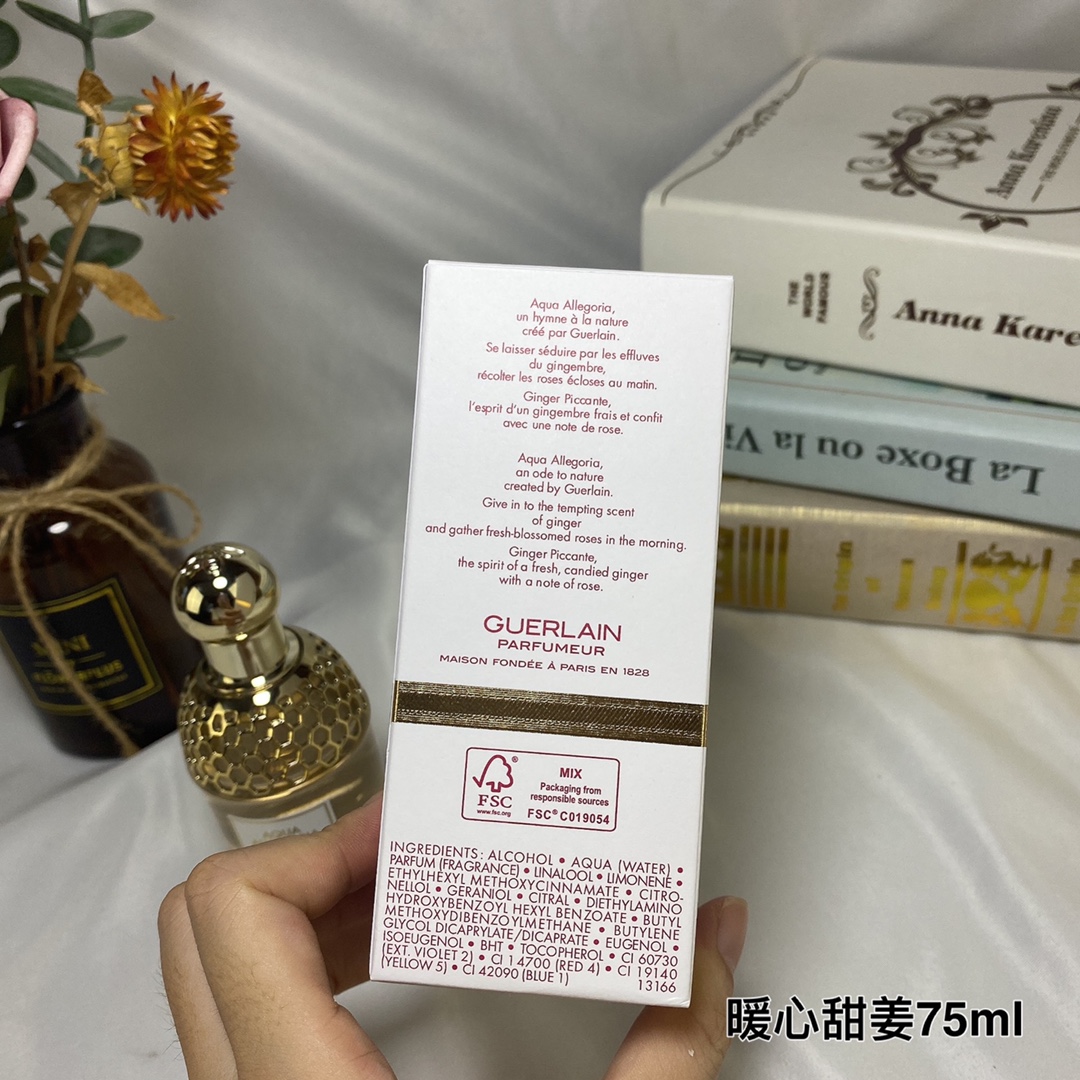 Aqua Allegoria,
un hymne à la nature
créé par Guerlain.
Se laisser séduire par les effluves
du gingembre,
récolter les roses écloses au matin.
Ginger Piccante,
l'esprit d'un gingembre frais et confit
avec une note de rose.
Aqua Allegoria,
an ode to nature
created by Guerlain.
Give in to the tempting scent
of ginger
and gather fresh-blossomed roses in the morning.
Ginger Piccante,
the spirit of a fresh, candied ginger
with a note of rose.
GUERLAIN
PARFUMEUR
MAISON FONDÉE À PARIS EN 1828
FSC
www.fsc.org
MIX
Packaging from
responsible sources
FSC® C019054
INGREDIENTS: ALCOHOL • AQUA (WATER) •
PARFUM (FRAGRANCE) • LINALOOL • LIMONENE •
ETHYLHEXYL METHOXYCINNAMATE • CITRO-
NELLOL • GERANIOL • CITRAL • DIETHYLAMINO
HYDROXYBENZOYL HEXYL BENZOATE • BUTYL
METHOXYDIBENZOYLMETHANE • BUTYLENE
GLYCOL DICAPRYLATE/DICAPRATE • EUGENOL •
ISOEUGENOL • BHT • TOCOPHEROL • CI 60730
(EXT. VIOLET 2) • CI 14700 (RED 4) • CI 19140
(YELLOW 5) • CI 42090 (BLUE 1)
13166
Anna Karenina
THE
WORLD
FAMOUS
Anna Kare
La Boxe ou la Vi
AQUA
暖心甜姜75ml